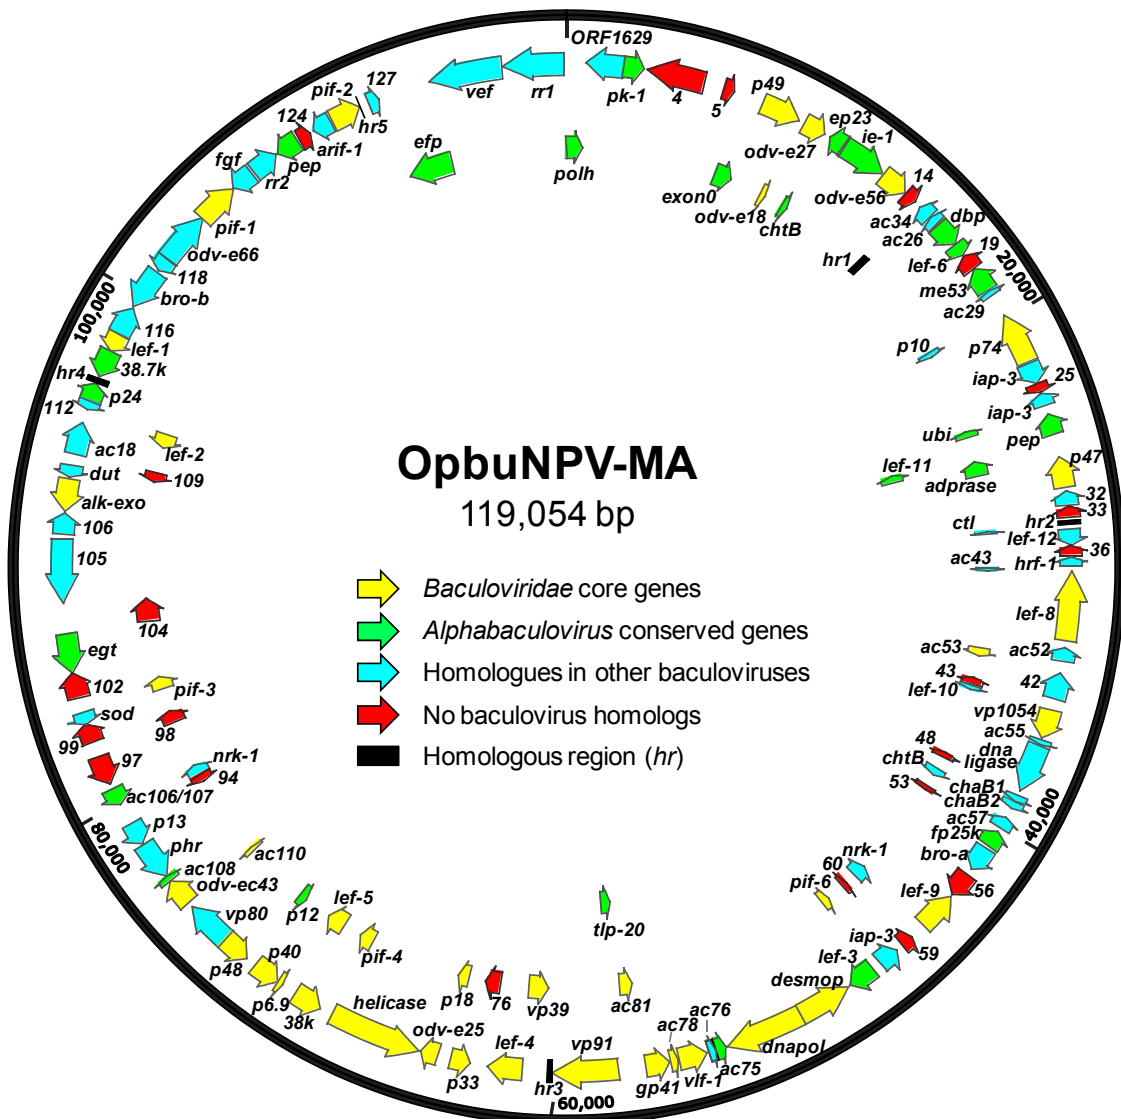 ORF1629
pk-1
4
5
p49
odv-e27
ep23
ie-1
odv-e56
14
ac34
ac26
dbp
lef-6
19
me53
ac29
20,000
p74
iap-3
25
iap-3
pep
p47
32
33
hr2
lef-12
36
hrf-1
lef-8
ac52
42
vp1054
ac55
dna
ligase
chaB1
chaB2
40,000
ac57
fp25k
bro-a
56
lef-9
59
iap-3
lef-3
desmop
dnapol
ac76
ac75
vlf-1
ac78
gp41
60,000
vp91
hr3
lef-4
p33
odv-e25
helicase
38k
p6.9
p40
p48
vp80
odv-ec43
ac108
phr
p13
80,000
ac106/107
97
99
sod
102
egt
105
106
alk-exo
dut
ac18
112
p24
hr4
38.7k
lef-1
116
100,000
bro-b
118
odv-e66
pif-1
fgf
rr2
pep
124
arif-1
pif-2
hr5
127
vef
rr1
efp
polh
exon0
odv-e18
chtB
hr1
p10
ubi
lef-11
adprase
ctl
ac43
ac53
43
lef-10
48
chtB
53
nrk-1
60
pif-6
tlp-20
ac81
vp39
76
p18
pif-4
lef-5
p12
ac110
94
nrk-1
98
pif-3
104
109
lef-2
OpbuNPV-MA
119,054 bp
Baculoviridae core genes
Alphabaculovirus conserved genes
Homologues in other baculoviruses
No baculovirus homologs
Homologous region (hr)